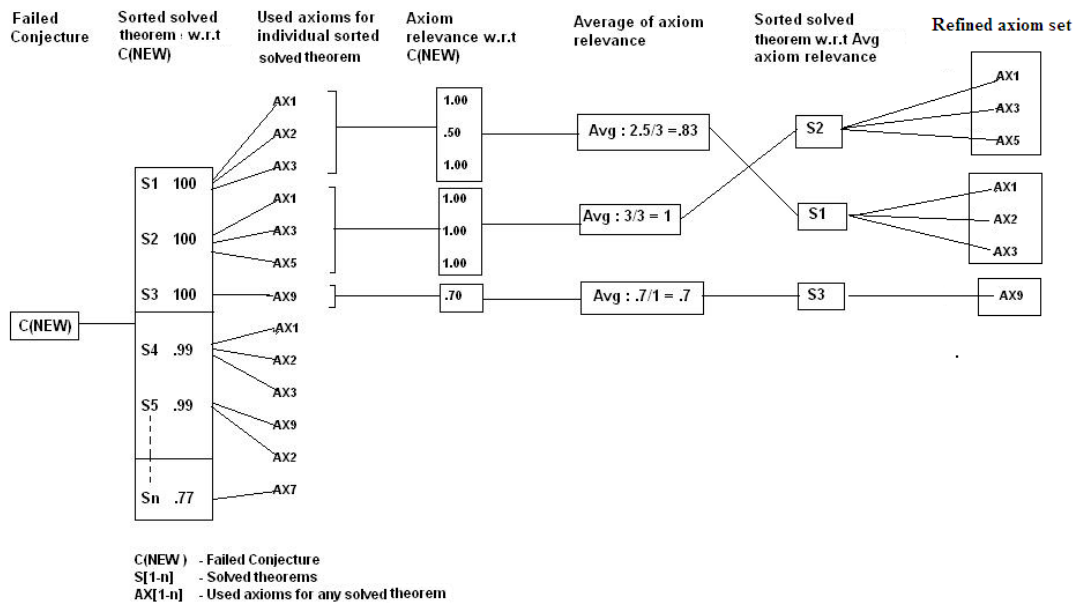 Failed
Conjecture
Sorted solved
theorem : w.r.t
C(NEW)
Used axioms for
individual sorted
solved theorem
Axiom
relevance w.r.t
C(NEW)
Average of axiom
relevance
Sorted solved
theorem w.r.t Avg
axiom relevance
Refined axiom set
C(NEW)
S1 100
S2 100
S3 100
S4 .99
S5 .99
Sn .77
AX1
AX2
AX3
AX1
AX3
AX5
AX9
AX1
AX2
AX3
AX9
AX2
AX7
1.00
.50
1.00
1.00
1.00
1.00
.70
Avg : 2.5/3 =.83
Avg : 3/3 = 1
Avg : .7/1 = .7
S2
S1
S3
AX1
AX3
AX5
AX1
AX2
AX3
AX9
C(NEW ) - Failed Conjecture
S[1-n] - Solved theorems
AX[1-n] - Used axioms for any solved theorem